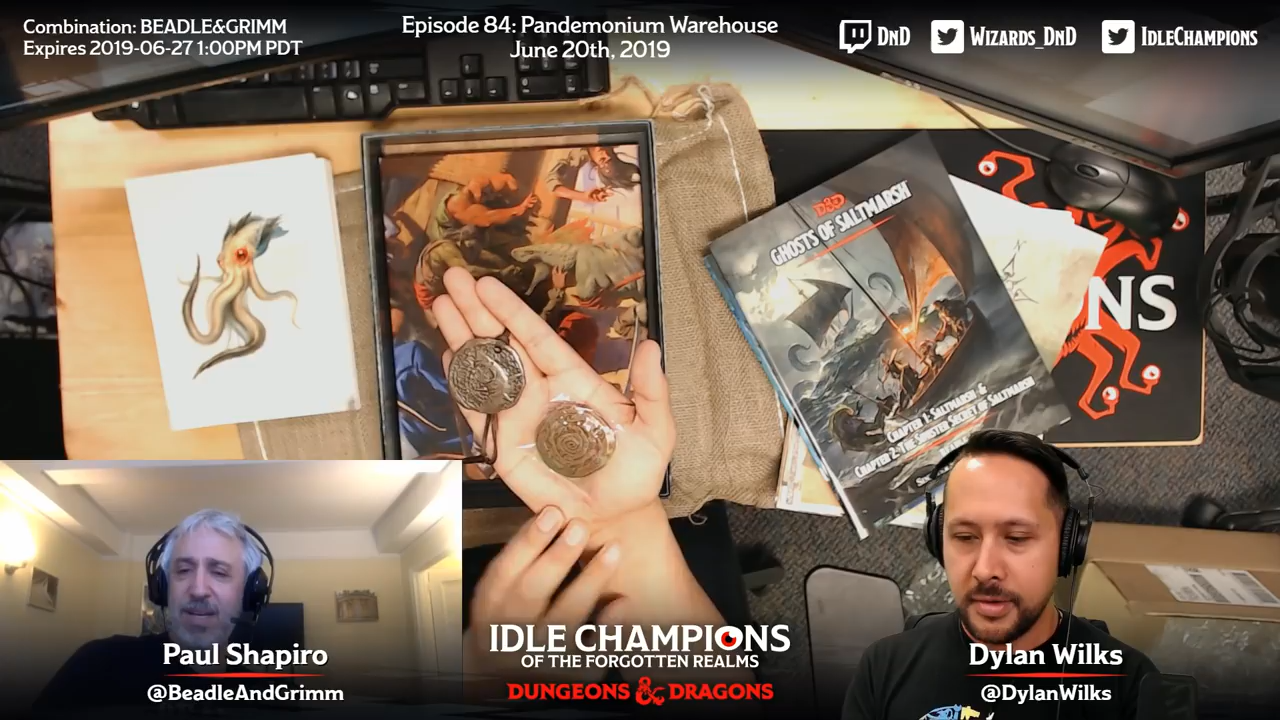 Combination: BEADLE&GRIMM
Expires 2019-06-27 1:00PM PDT
Episode 84: Pandemonium Warehouse
June 20th, 2019
DnD
Wizards_DnD
IdleChampions
D&D
GHOSTS OF SALTMARSH
CHAPTER 1: SALTMARSH &
CHAPTER 2-THE SINISTER SECRET OF SALTMARSH
NS
Paul Shapiro
@BeadleAndGrimm
IDLE CHAMPIONS
OF THE FORGOTTEN REALMS
DUNGEONS & DRAGONS
Dylan Wilks
@DylanWilks